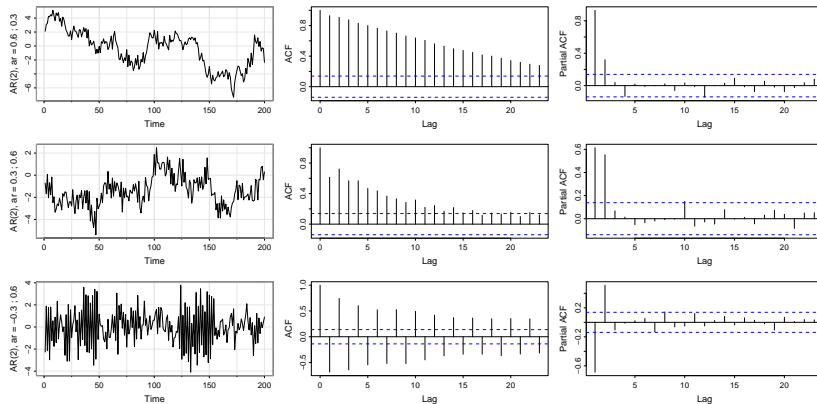 AR(2), ar = 0.6 ; 0.3
4
2
0
−2
−6
0 50 100 150 200
Time
ACF
0.8
0.4
0.0
0 5 10 15 20
Lag
Partial ACF
0.8
0.4
0.0
5 10 15 20
Lag
AR(2), ar = 0.3 ; 0.6
2
0
−2
−4
0 50 100 150 200
Time
ACF
0.8
0.4
0.0
0 5 10 15 20
Lag
Partial ACF
0.6
0.0
5 10 15 20
Lag
AR(2), ar = −0.3 ; 0.6
4
2
0
−2
−4
0 50 100 150 200
Time
ACF
1.0
0.5
0.0
−0.5
0 5 10 15 20
Lag
Partial ACF
0.2
−0.2
−0.6
5 10 15 20
Lag